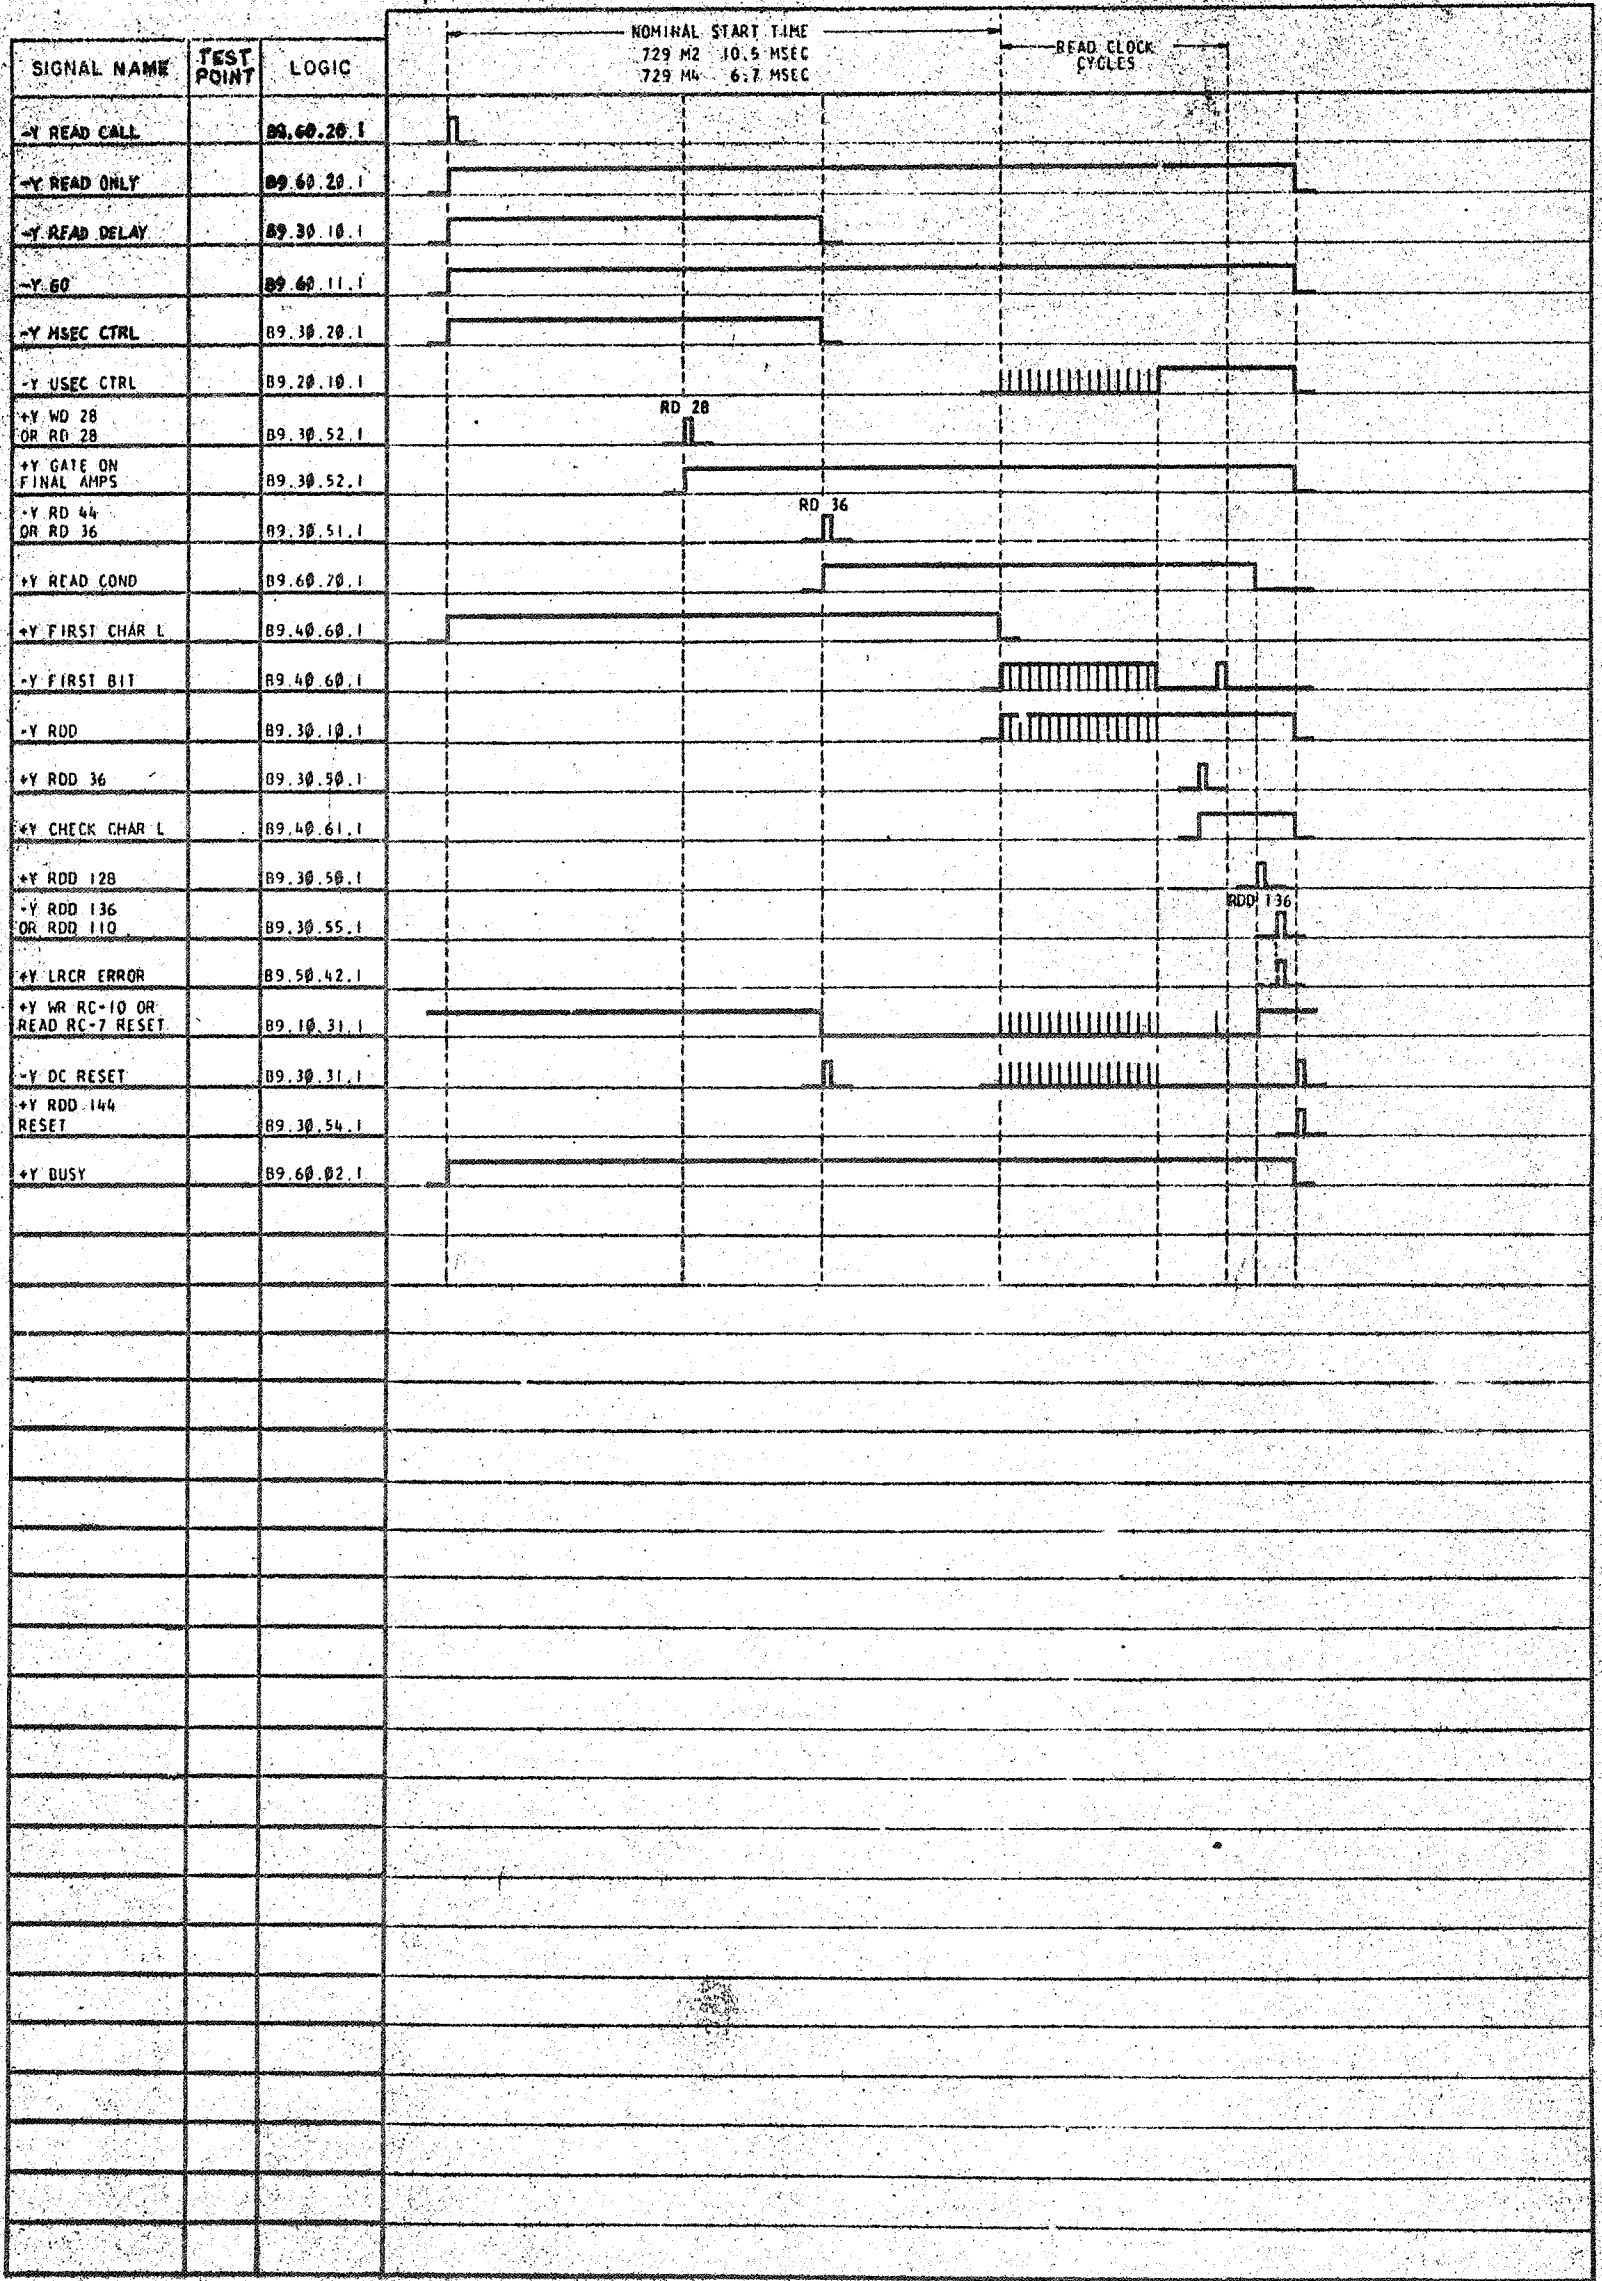 NOMINAL START TIME
729 M2 10.5 MSEC
729 M4 6.7 MSEC
READ CLOCK
CYCLES
SIGNAL NAME TEST POINT LOGIC
-Y READ CALL B9.60.20.1
-Y READ ONLY B9.60.20.1
-Y READ DELAY B9.30.10.1
-Y GO B9.60.11.1
-Y MSEC CTRL B9.30.20.1
-Y USEC CTRL B9.20.10.1
+Y WD 28
OR RD 28 B9.30.52.1
RD 28
+Y GATE ON
FINAL AMPS B9.30.52.1
-Y RD 44
OR RD 36 B9.30.51.1
RD 36
+Y READ COND B9.60.20.1
+Y FIRST CHAR L B9.40.60.1
-Y FIRST BIT B9.40.60.1
-Y RDD B9.30.10.1
+Y RDD 36 B9.30.50.1
+Y CHECK CHAR L B9.40.61.1
+Y RDD 128 B9.30.50.1
-Y RDD 136
OR RDD 110 B9.30.55.1
RDD 136
+Y LRCR ERROR B9.50.42.1
+Y WR RC-10 OR
READ RC-7 RESET B9.10.31.1
-Y DC RESET B9.30.31.1
+Y RDD 144
RESET B9.30.54.1
+Y BUSY B9.60.02.1